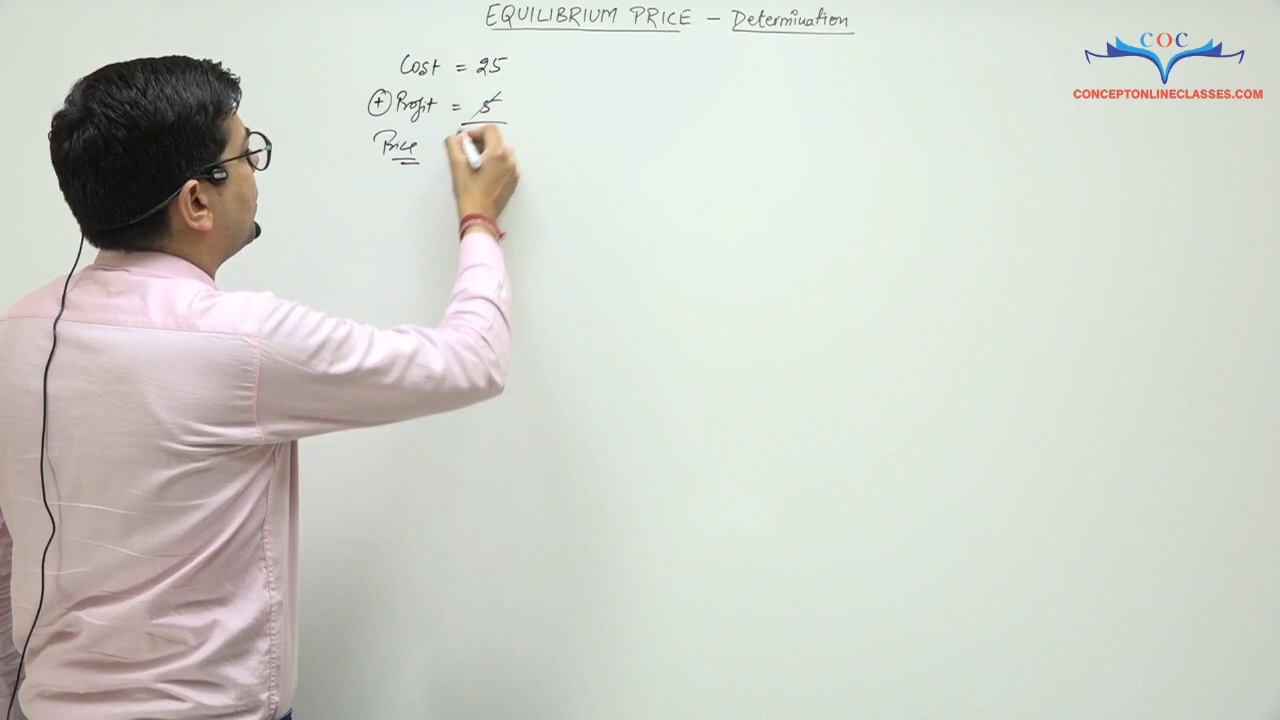 EQUILIBRIUM PRICE - Determination
COC
CONCEPTONLINECLASSES.COM
Cost = 25
+ Profit = 5
Price